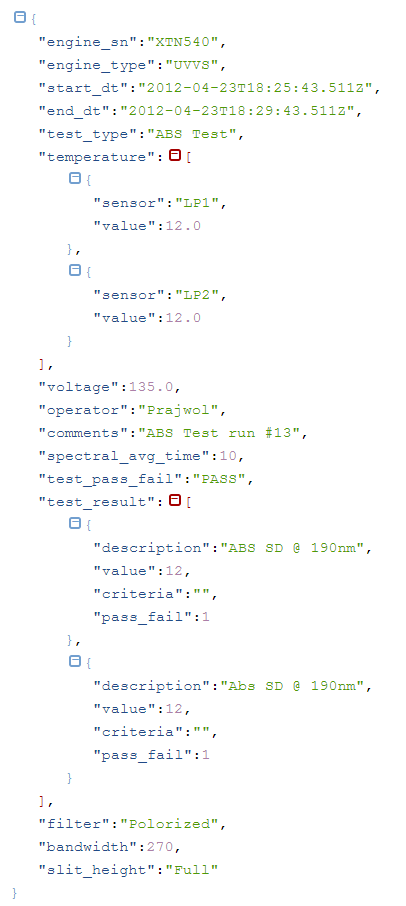 {
"engine_sn":"XTN540",
"engine_type":"UVVS",
"start_dt":"2012-04-23T18:25:43.511Z",
"end_dt":"2012-04-23T18:29:43.511Z",
"test_type":"ABS Test",
"temperature":[
{
"sensor":"LP1",
"value":12.0
},
{
"sensor":"LP2",
"value":12.0
}
],
"voltage":135.0,
"operator":"Prajwol",
"comments":"ABS Test run #13",
"spectral_avg_time":10,
"test_pass_fail":"PASS",
"test_result":[
{
"description":"ABS SD @ 190nm",
"value":12,
"criteria":"",
"pass_fail":1
},
{
"description":"Abs SD @ 190nm",
"value":12,
"criteria":"",
"pass_fail":1
}
],
"filter":"Polorized",
"bandwidth":270,
"slit_height":"Full"
}